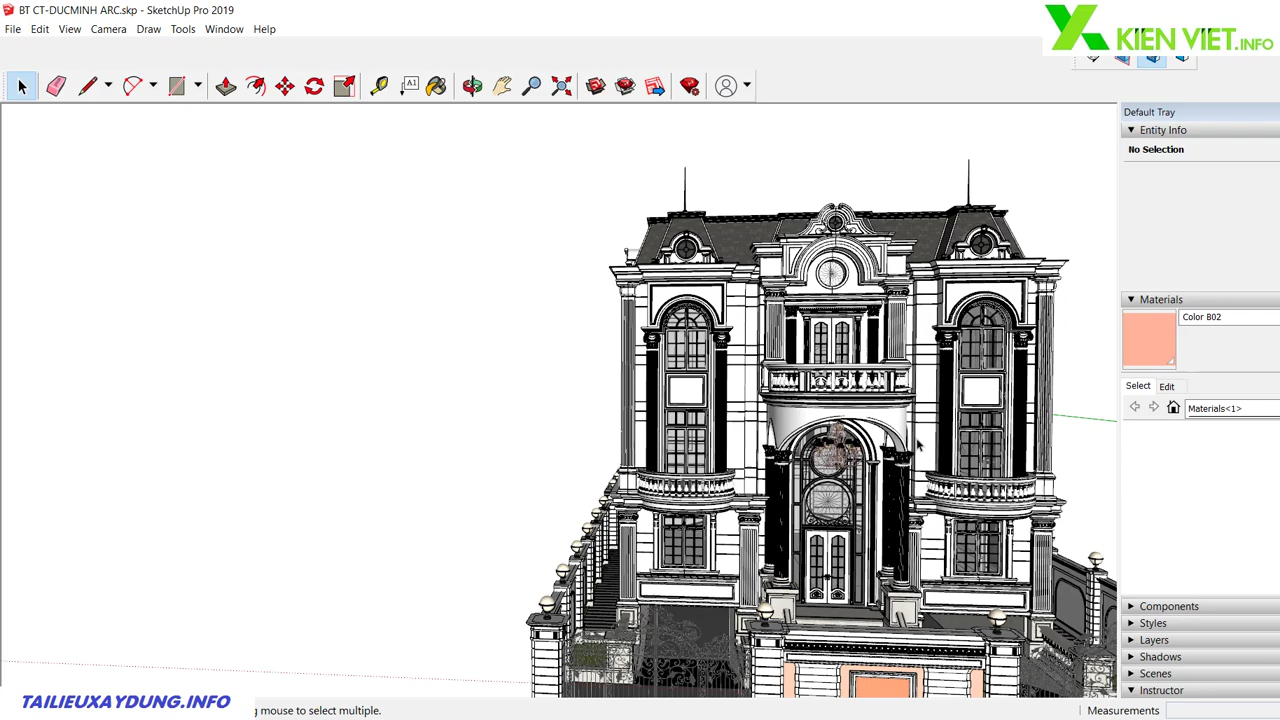 BT CT-DUCMINH ARC.skp - SketchUp Pro 2019
File Edit View Camera Draw Tools Window Help
KIEN VIET.INFO
A1
Default Tray
Entity Info
No Selection
Materials
Color B02
Select Edit
Materials<1>
Components
Styles
Layers
Shadows
Scenes
Instructor
TAILIEUXAYDUNG.INFO
g mouse to select multiple.
Measurements